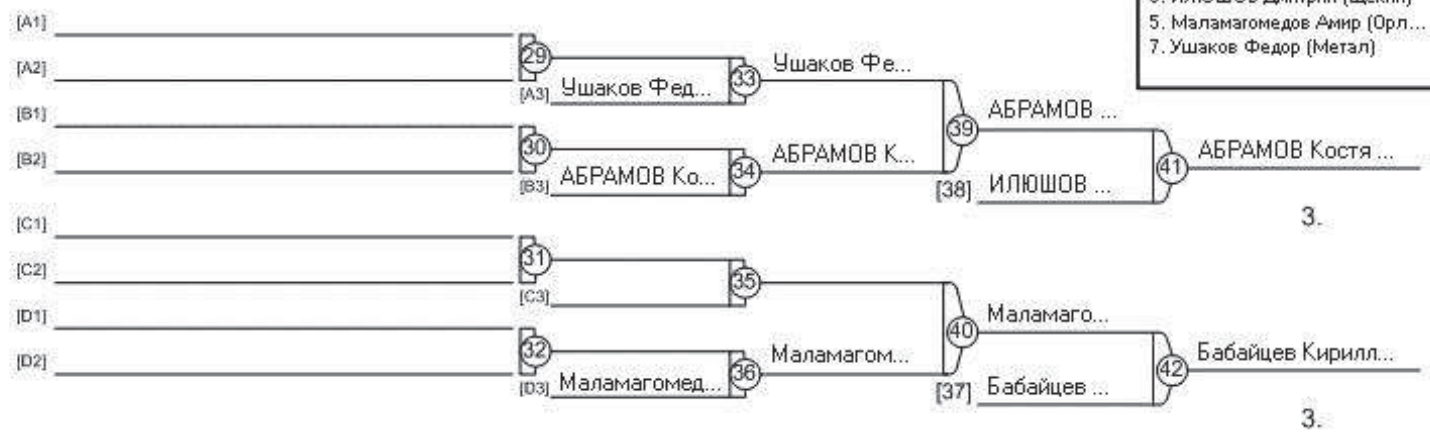 5. Маламагомедов Амир (Орл...
7. Ушаков Федор (Метал)
[A1]
[A2]
29
[A3] Ушаков Фед...
33
Ушаков Фе...
[B1]
[B2]
30
[B3] АБРАМОВ Ко...
34
АБРАМОВ К...
39
АБРАМОВ ...
[38] ИЛЮШОВ ...
41
АБРАМОВ Костя ...
3.
[C1]
[C2]
31
[C3]
35
[D1]
[D2]
32
[D3] Маламагомед...
36
Маламагом...
40
Маламаго...
[37] Бабайцев ...
42
Бабайцев Кирилл...
3.